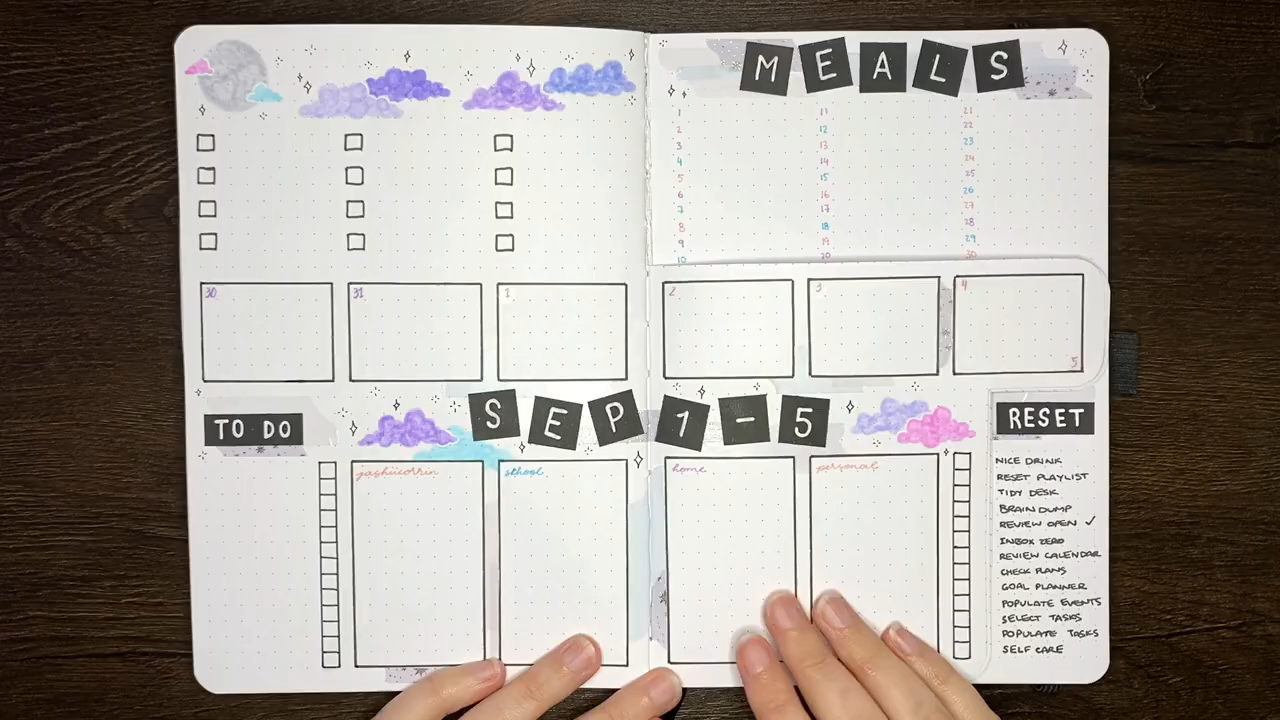 MEALS
1 11 21
2 12 22
3 13 23
4 14 24
5 15 25
6 16 26
7 17 27
8 18 28
9 19 29
10 20 30
30 31 1 2 3 4
5
SEP 1-5
TO DO
RESET
jashiicorrin school home personal
NICE DRINK
RESET PLAYLIST
TIDY DESK
BRAIN DUMP
REVIEW OPEN ✓
INBOX ZERO
REVIEW CALENDAR
CHECK PLANS
GOAL PLANNER
POPULATE EVENTS
SELECT TASKS
POPULATE TASKS
SELF CARE